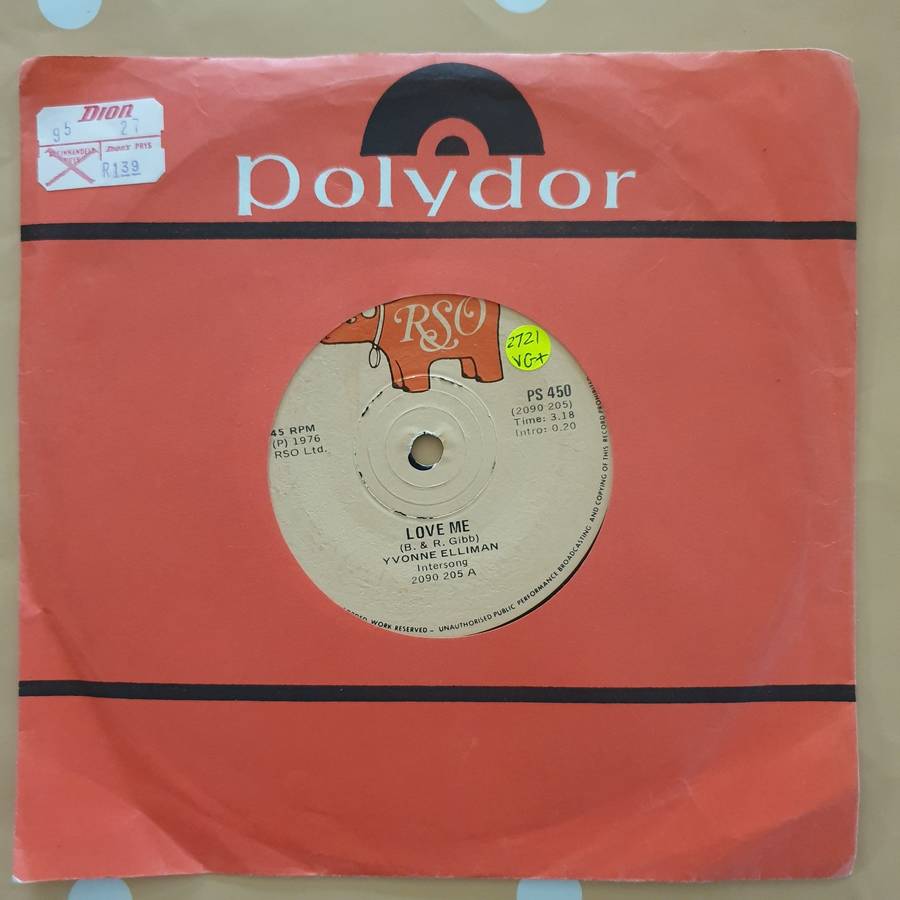 Dion
95 27
DION'S PRYS
R139
polydor
RSO
2721
VG+
PS 450
(2090 205)
Time: 3.18
Intro: 0.20
45 RPM
(P) 1976
RSO Ltd.
LOVE ME
(B. & R. Gibb)
YVONNE ELLIMAN
Intersong
2090 205 A
WORK RESERVED – UNAUTHORISED PUBLIC PERFORMANCE BROADCASTING AND COPYING OF THIS RECORD PROHIBITED